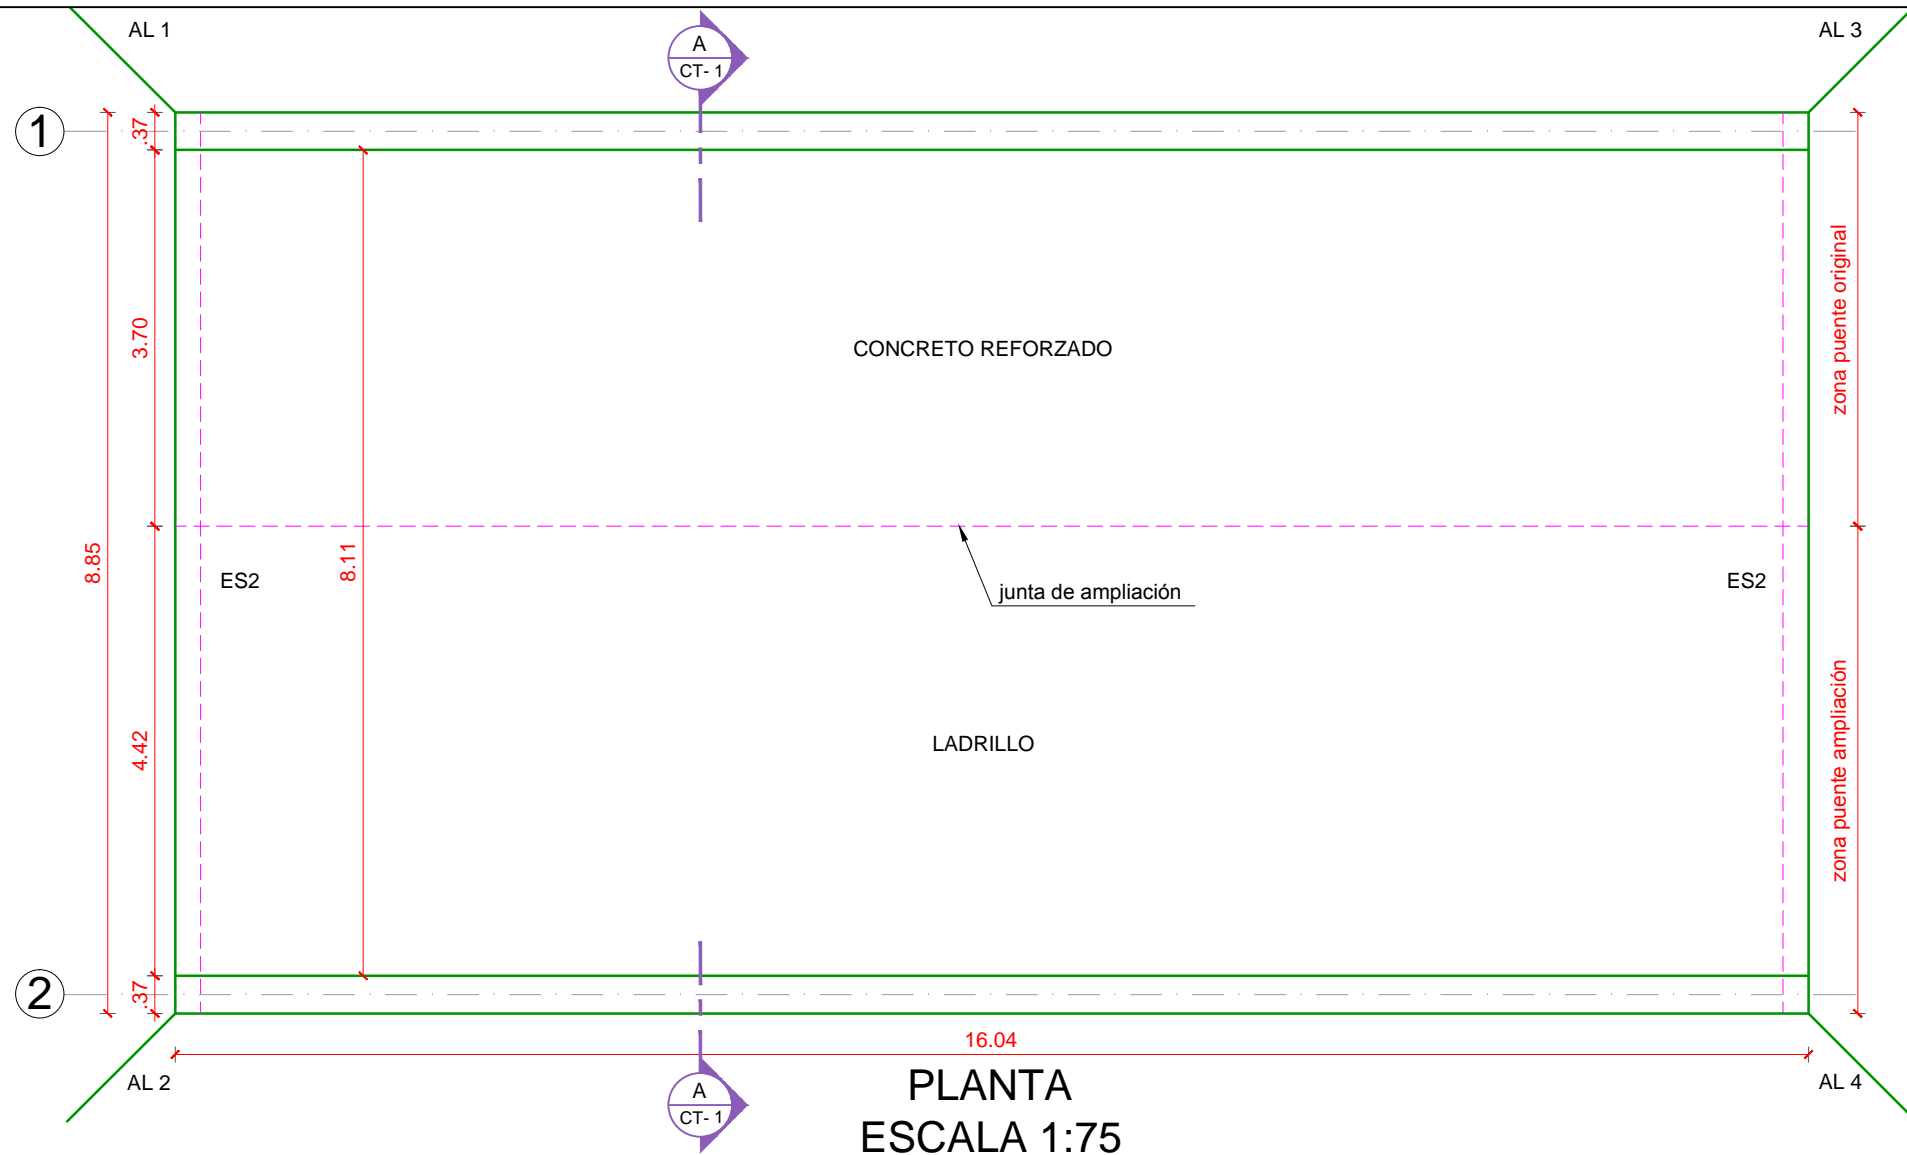 AL 1
A
CT- 1
AL 3
1
.37
3.70
8.85
8.11
4.42
.37
2
zona puente original
zona puente ampliación
CONCRETO REFORZADO
ES2
ES2
junta de ampliación
LADRILLO
16.04
AL 2
A
CT- 1
AL 4
PLANTA
ESCALA 1:75